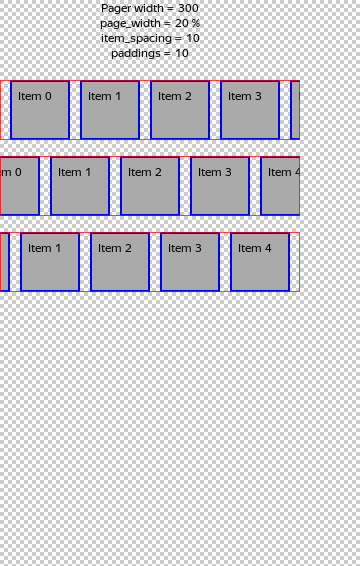 Pager width = 300
page_width = 20 %
item_spacing = 10
paddings = 10
Item 0 Item 1 Item 2 Item 3
m 0 Item 1 Item 2 Item 3 Item 4
Item 1 Item 2 Item 3 Item 4